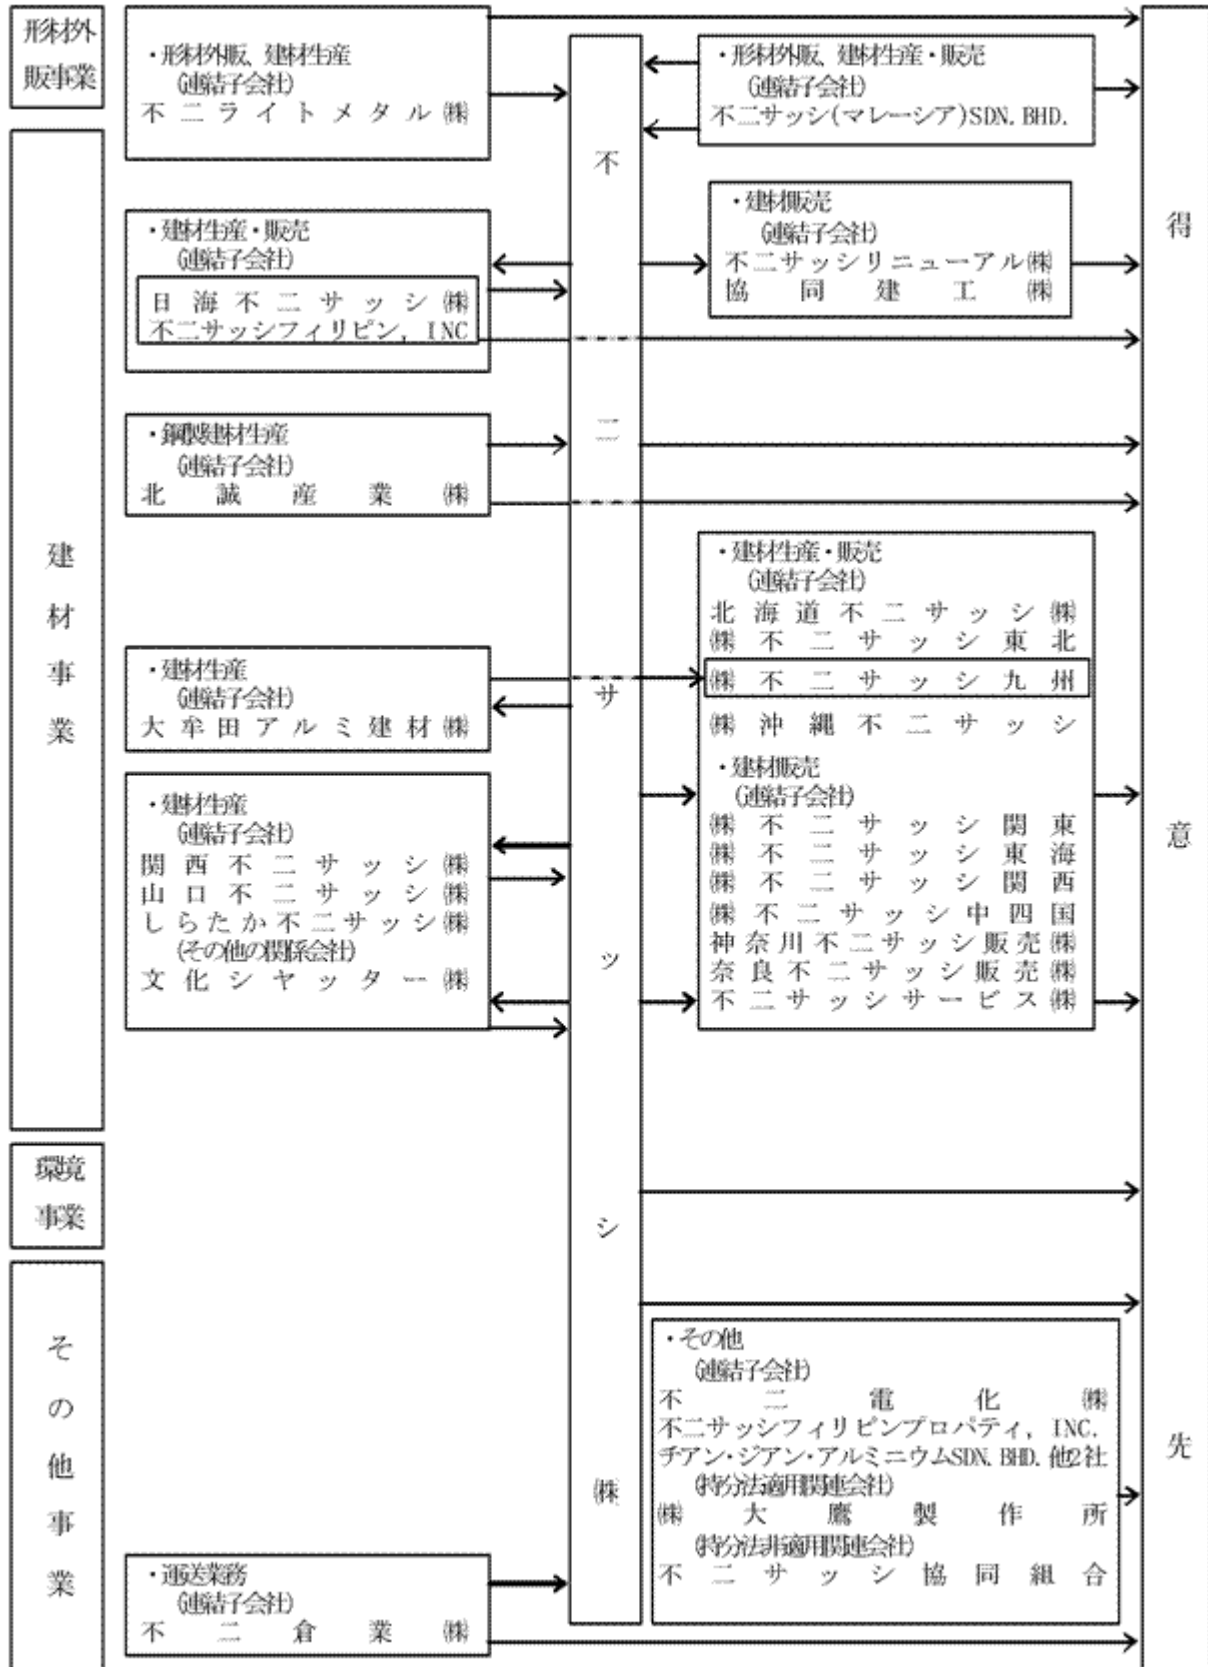 形材外
販事業
・形材外販、建材生産
(連結子会社)
不二ライトメタル㈱
・形材外販、建材生産・販売
(連結子会社)
不二サッシ(マレーシア)SDN.BHD.
建材事業
・建材生産・販売
(連結子会社)
日海不二サッシ㈱
不二サッシフィリピン, INC
・建材販売
(連結子会社)
不二サッシリニューアル㈱
協同建工㈱
・鋼製建材生産
(連結子会社)
北誠産業㈱
・建材生産
(連結子会社)
大牟田アルミ建材㈱
・建材生産
(連結子会社)
関西不二サッシ㈱
山口不二サッシ㈱
しらたか不二サッシ㈱
(その他の関係会社)
文化シヤッター㈱
不二サッシ㈱
・建材生産・販売
(連結子会社)
北海道不二サッシ㈱
㈱不二サッシ東北
㈱不二サッシ九州
㈱沖縄不二サッシ
・建材販売
(連結子会社)
㈱不二サッシ関東
㈱不二サッシ東海
㈱不二サッシ関西
㈱不二サッシ中四国
神奈川不二サッシ販売㈱
奈良不二サッシ販売㈱
不二サッシサービス㈱
得意先
環境
事業
その他事業
・その他
(連結子会社)
不二電化㈱
不二サッシフィリピンプロパティ, INC.
チアン・ジアン・アルミニウムSDN.BHD.他2社
(持分法適用関連会社)
㈱大鷹製作所
(持分法非適用関連会社)
不二サッシ協同組合
・運送業務
(連結子会社)
不二倉業㈱